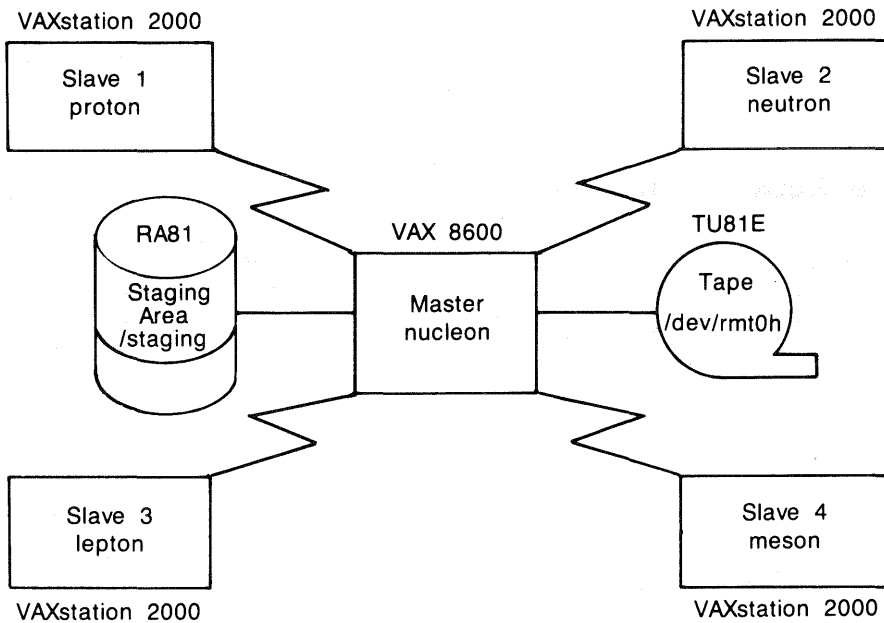 VAXstation 2000
VAXstation 2000
Slave 1
proton
Slave 2
neutron
RA81
Staging
Area
/staging
VAX 8600
Master
nucleon
TU81E
Tape
/dev/rmt0h
Slave 3
lepton
VAXstation 2000
Slave 4
meson
VAXstation 2000